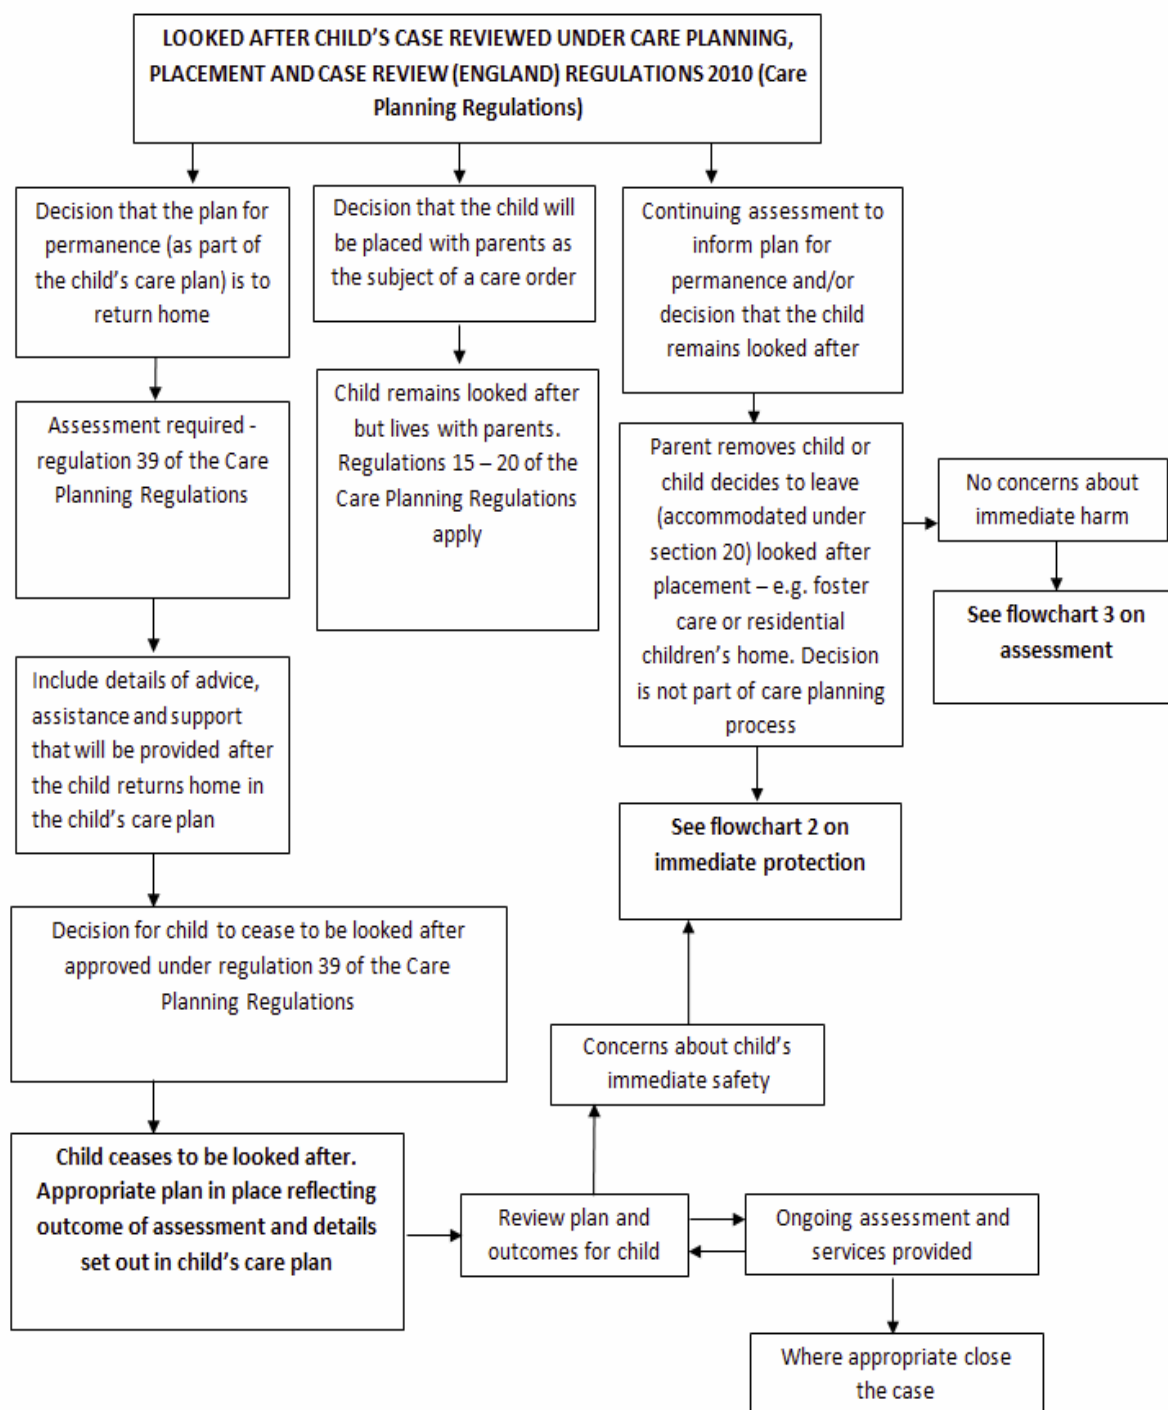 LOOKED AFTER CHILD’S CASE REVIEWED UNDER CARE PLANNING,
PLACEMENT AND CASE REVIEW (ENGLAND) REGULATIONS 2010 (Care
Planning Regulations)
Decision that the plan for
permanence (as part of
the child’s care plan) is to
return home
Decision that the child will
be placed with parents as
the subject of a care order
Continuing assessment to
inform plan for
permanence and/or
decision that the child
remains looked after
Assessment required -
regulation 39 of the Care
Planning Regulations
Child remains looked after
but lives with parents.
Regulations 15 – 20 of the
Care Planning Regulations
apply
Parent removes child or
child decides to leave
(accommodated under
section 20) looked after
placement – e.g. foster
care or residential
children’s home. Decision
is not part of care planning
process
No concerns about
immediate harm
See flowchart 3 on
assessment
Include details of advice,
assistance and support
that will be provided after
the child returns home in
the child’s care plan
See flowchart 2 on
immediate protection
Decision for child to cease to be looked after
approved under regulation 39 of the Care
Planning Regulations
Concerns about child’s
immediate safety
Child ceases to be looked after.
Appropriate plan in place reflecting
outcome of assessment and details
set out in child’s care plan
Review plan and
outcomes for child
Ongoing assessment and
services provided
Where appropriate close
the case